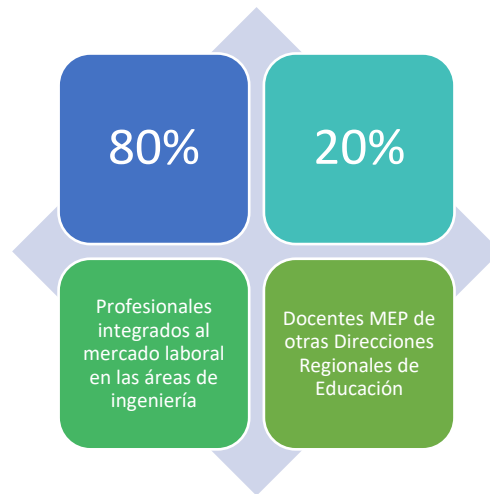 80%
20%
Profesionales
integrados al
mercado laboral
en las áreas de
ingeniería
Docentes MEP de
otras Direcciones
Regionales de
Educación